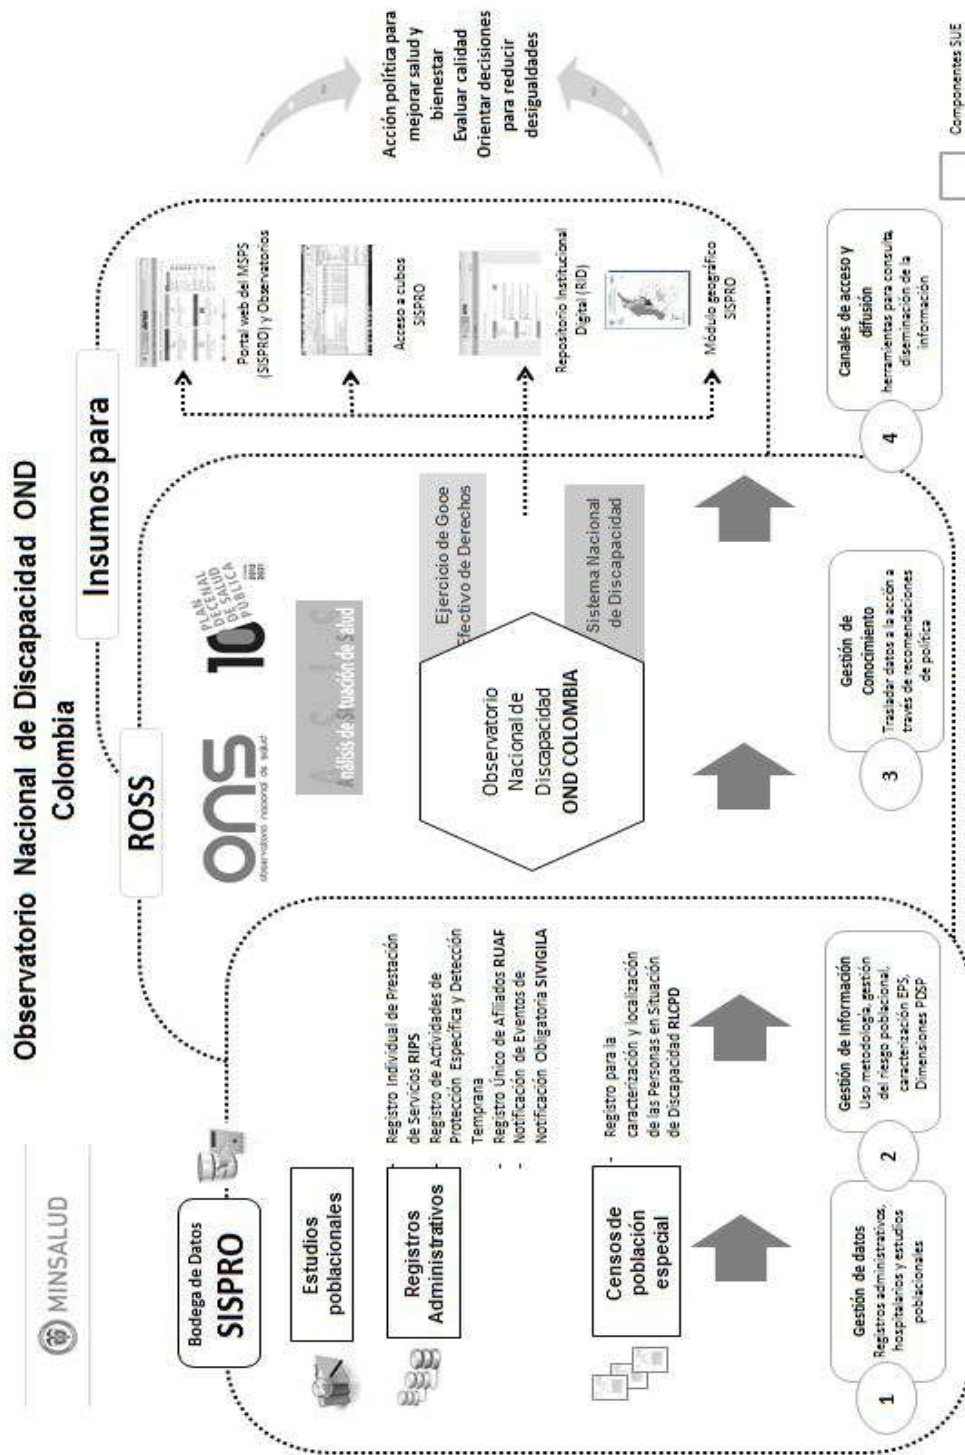 MINSALUD
Observatorio Nacional de Discapacidad OND
Colombia
Bodega de Datos
SISPRO
ROSS
Insumos para
Estudios
poblacionales
Registros
Administrativos
Censos de
población
especial
- Registro Individual de Prestación
de Servicios RIPS
- Registro de Actividades de
Protección Específica y Detección
Temprana
- Registro Único de Afiliados RUAF
- Notificación de Eventos de
Notificación Obligatoria SIVIGILA
- Registro para la
caracterización y localización
de las Personas en Situación
de Discapacidad RLCPD
ONS
observatorio nacional de salud
10
PLAN
DECENAL
DE SALUD
PÚBLICA
2012
2021
Análisis de Situación de Salud
Observatorio
Nacional de
Discapacidad
OND COLOMBIA
Ejercicio de Goce
Efectivo de Derechos
Sistema Nacional
de Discapacidad
Portal web del MSPS
(SISPRO) y Observatorios
Acceso a cubos
SISPRO
Repositorio Institucional
Digital (RID)
Módulo geográfico
SISPRO
Acción política para
mejorar salud y
bienestar
Evaluar calidad
Orientar decisiones
para reducir
desigualdades
1
Gestión de datos
Registros administrativos,
hospitalarios y estudios
poblacionales
2
Gestión de Información
Uso metodología, gestión
del riesgo poblacional,
caracterización EPS,
Dimensiones PDSP
3
Gestión de
Conocimiento
Trasladar datos a la acción a
través de recomendaciones
de política
4
Canales de acceso y
difusión
herramientas para consulta,
diseminación de la
información
Componentes SUE